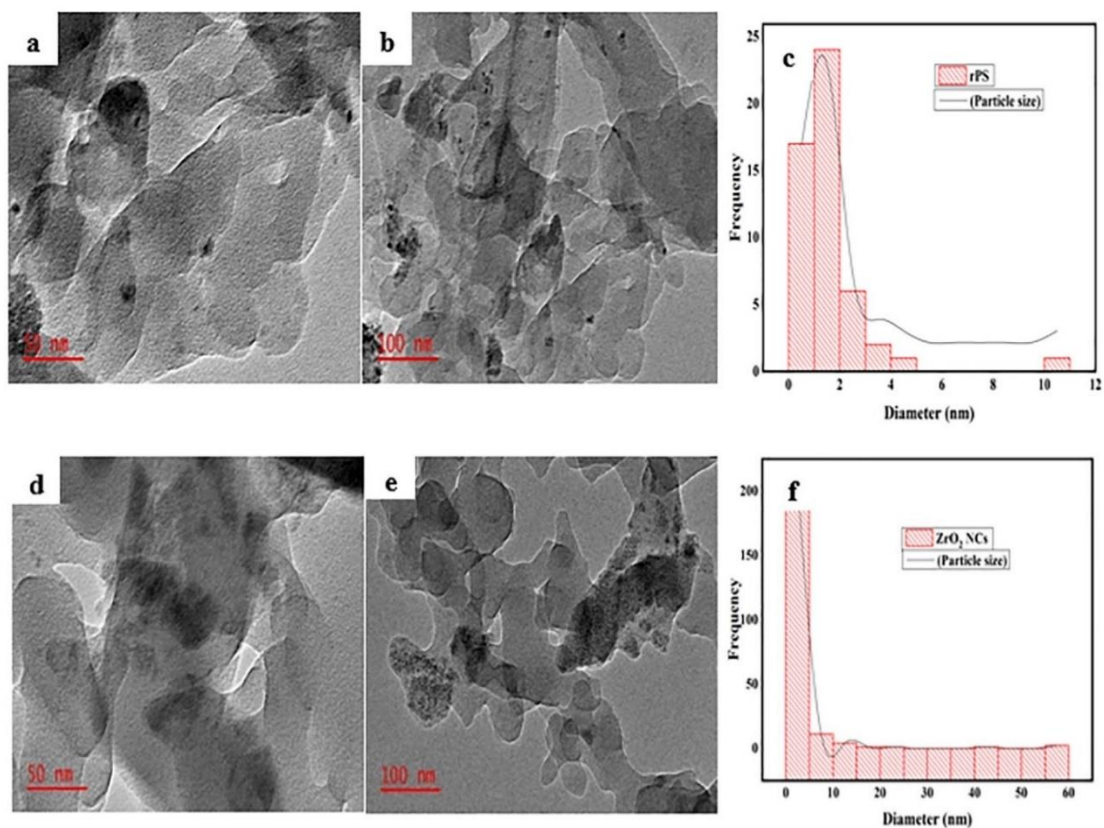 a
50 nm
b
100 nm
c
rPS
(Particle size)
Frequency
25
20
15
10
5
0
0 2 4 6 8 10 12
Diameter (nm)
d
50 nm
e
100 nm
f
ZrO₂ NCs
(Particle size)
Frequency
200
150
100
50
0
0 10 20 30 40 50 60
Diameter (nm)